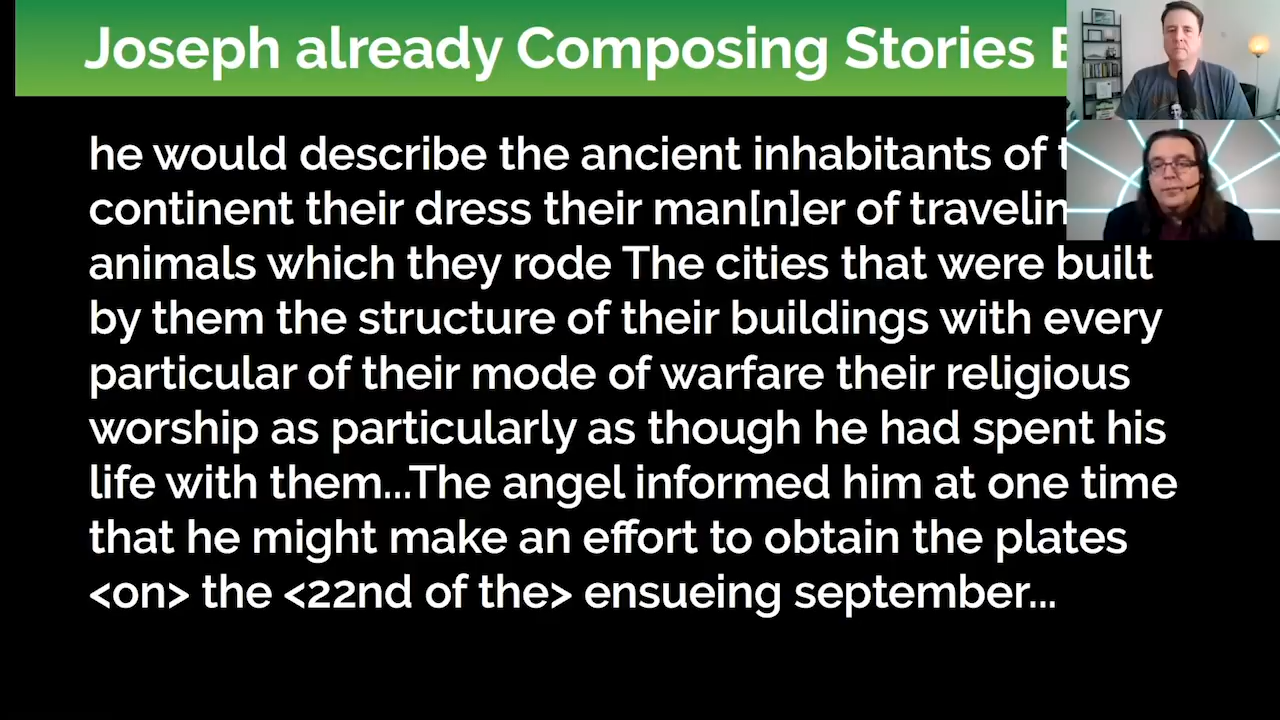 Joseph already Composing Stories
he would describe the ancient inhabitants of
continent their dress their man[n]er of
animals which they rode The cities that were built
by them the structure of their buildings with every
particular of their mode of warfare their religious
worship as particularly as though he had spent his
life with them...The angel informed him at one time
that he might make an effort to obtain the plates
<on> the <22nd of the> ensueing september...